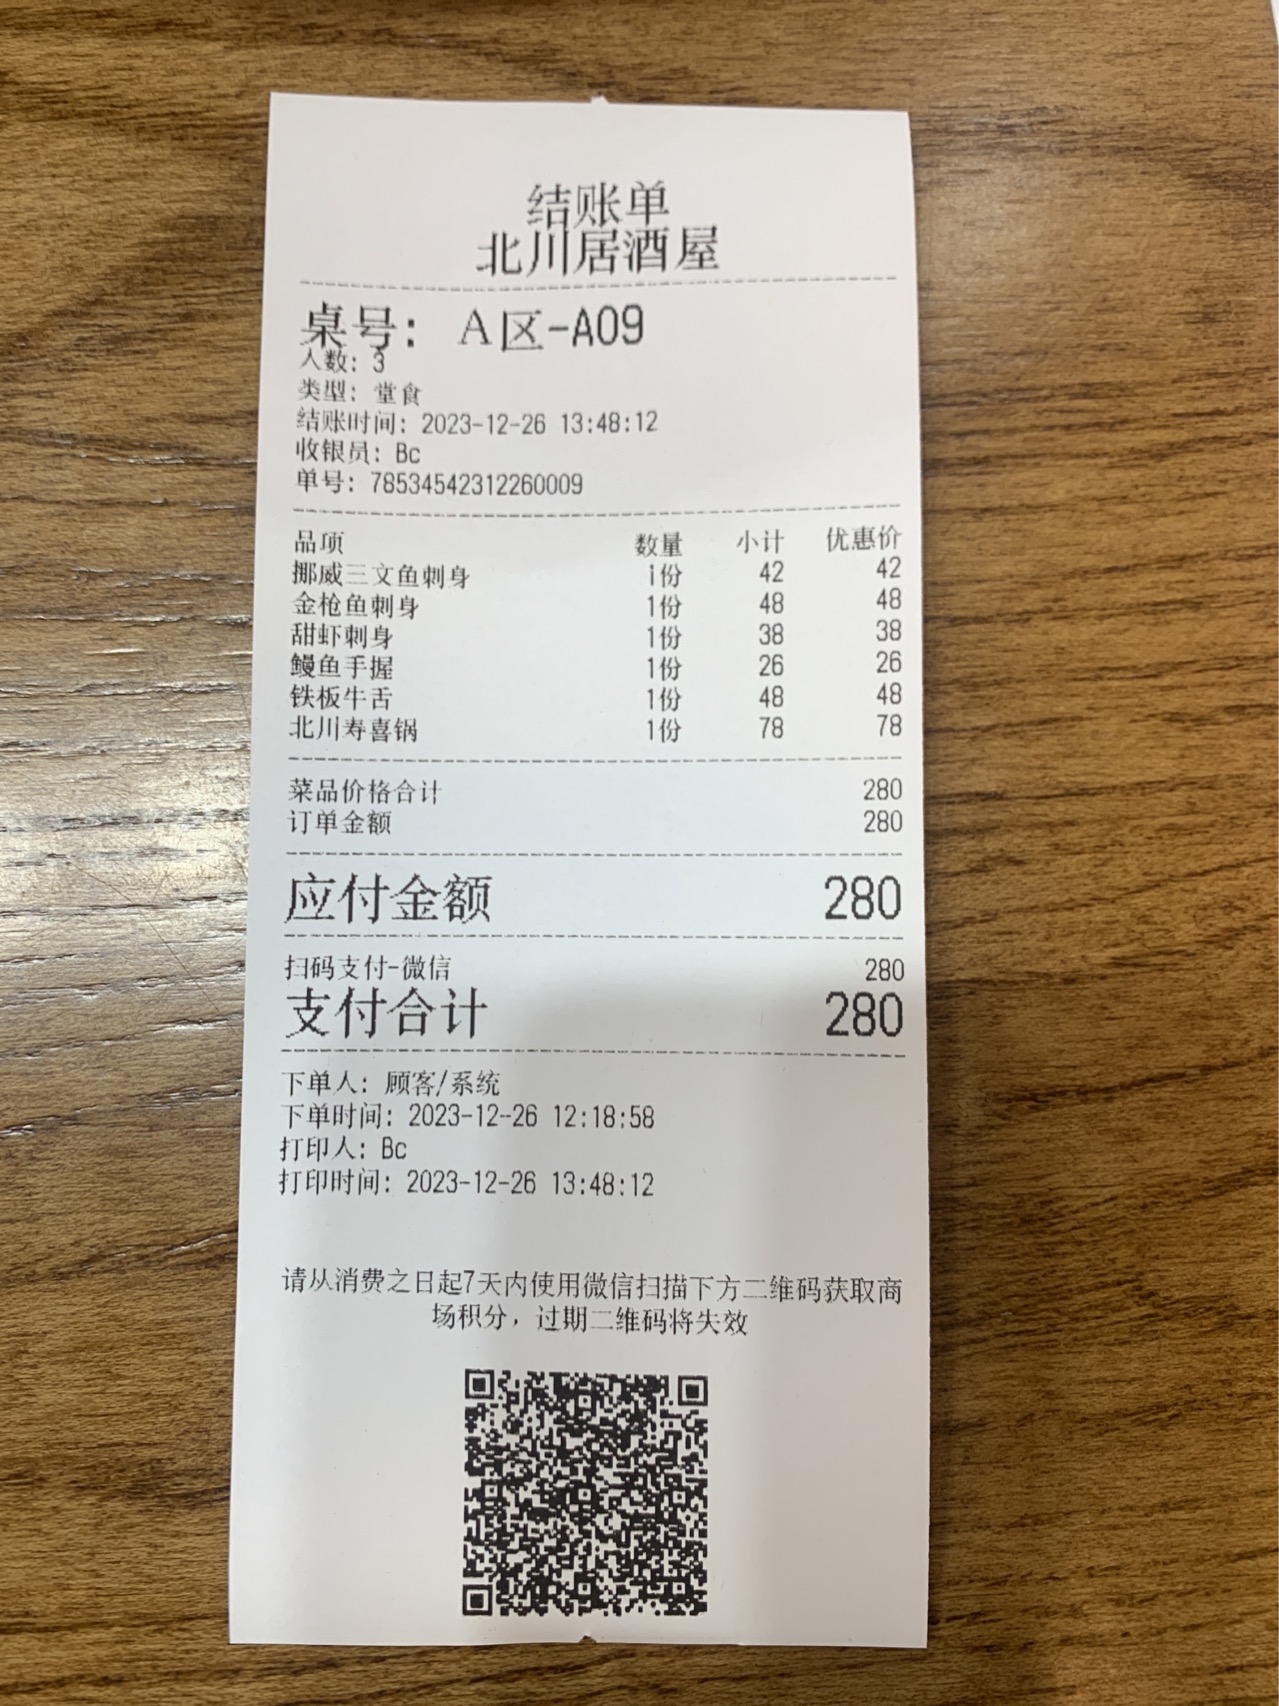 结账单
北川居酒屋
桌号： A区-A09
人数：3
类型：堂食
结账时间：2023-12-26 13:48:12
收银员：Bc
单号：78534542312260009
品项 数量 小计 优惠价
挪威三文鱼刺身 1份 42 42
金枪鱼刺身 1份 48 48
甜虾刺身 1份 38 38
鳗鱼手握 1份 26 26
铁板牛舌 1份 48 48
北川寿喜锅 1份 78 78
菜品价格合计 280
订单金额 280
应付金额 280
扫码支付-微信 280
支付合计 280
下单人：顾客/系统
下单时间：2023-12-26 12:18:58
打印人：Bc
打印时间：2023-12-26 13:48:12
请从消费之日起7天内使用微信扫描下方二维码获取商
场积分，过期二维码将失效